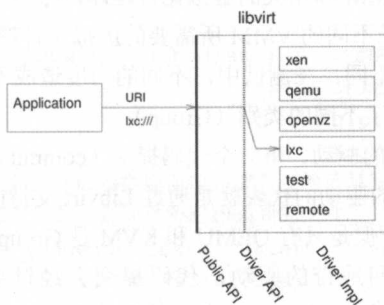 libvirt
Application
URI
lxc:///
xen
qemu
openvz
lxc
test
remote
Public API
Driver API
Driver Impl